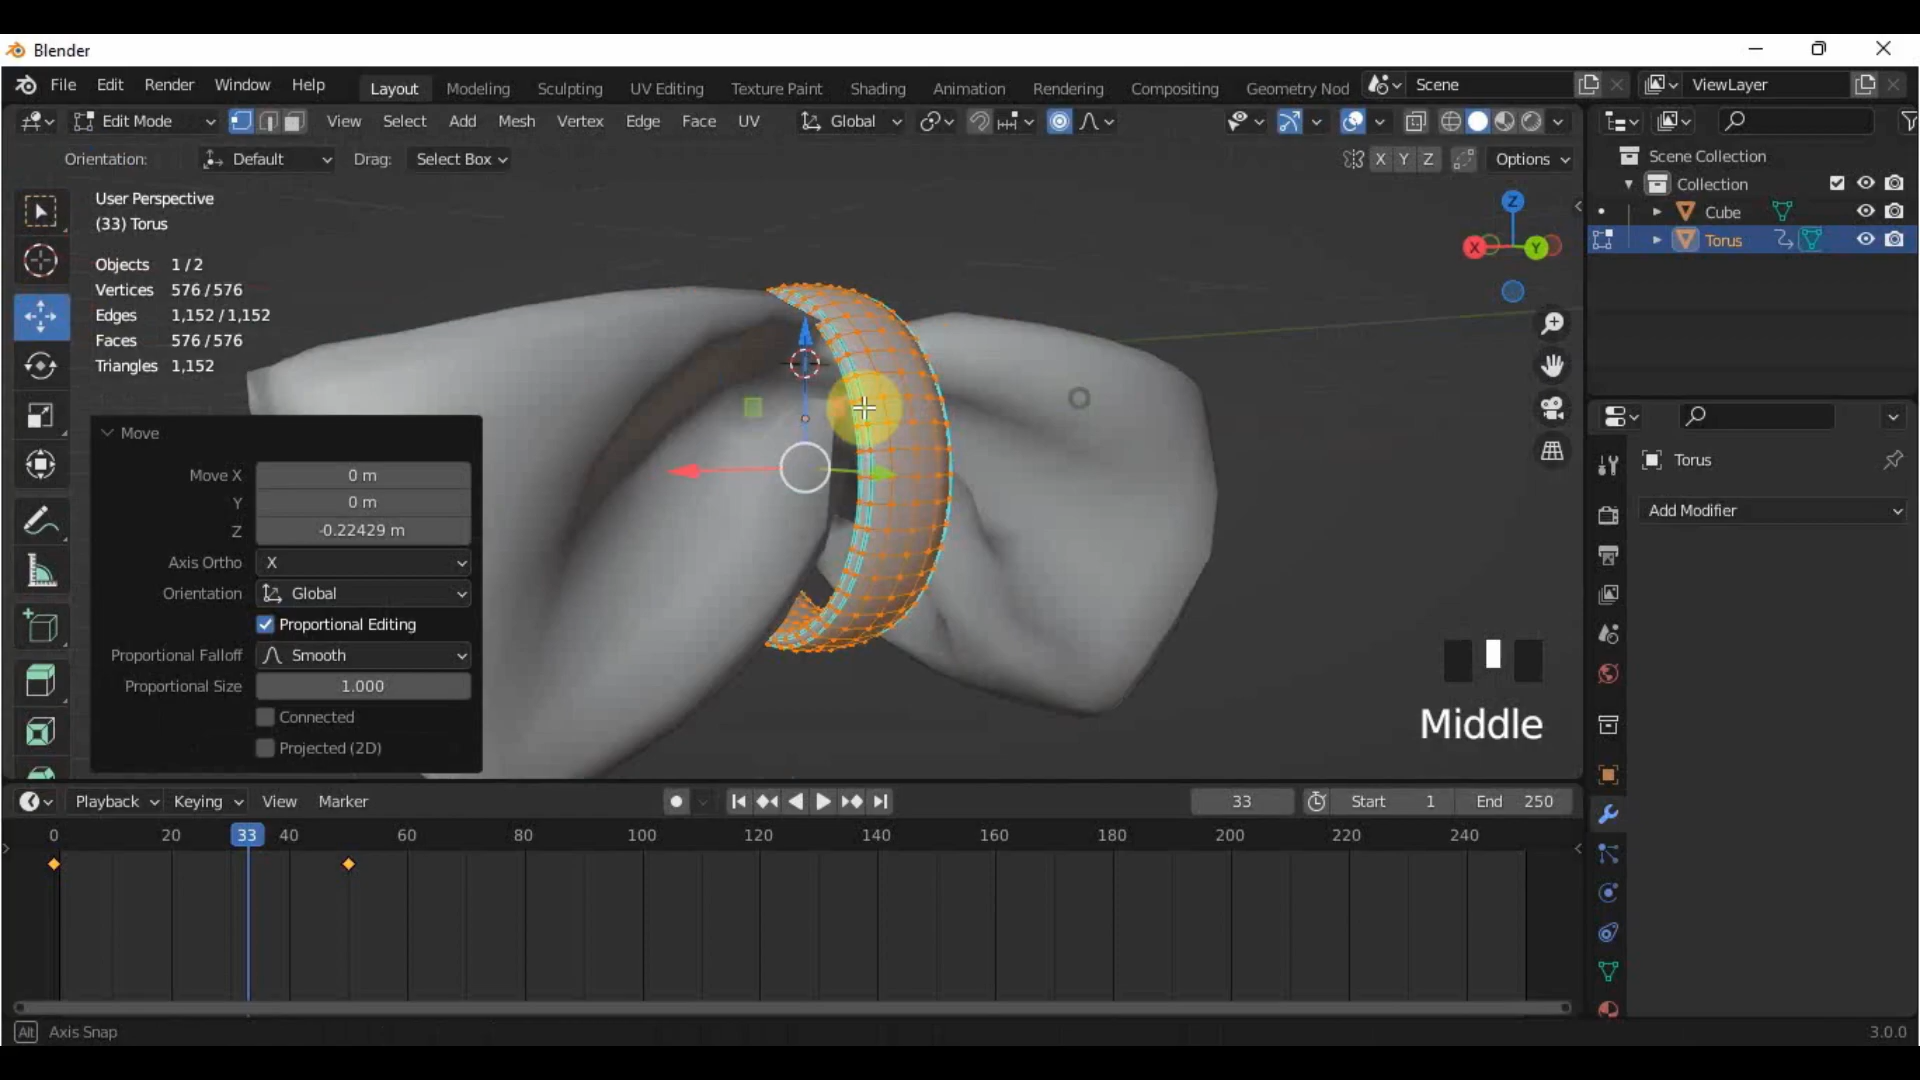 Blender
File Edit Render Window Help Layout Modeling Sculpting UV Editing Texture Paint Shading Animation Rendering Compositing Geometry Nod Scene ViewLayer
Edit Mode View Select Add Mesh Vertex Edge Face UV Global
Orientation: Default Drag: Select Box X Y Z Options
User Perspective
(33) Torus
Objects 1/2
Vertices 576/576
Edges 1,152/1,152
Faces 576/576
Triangles 1,152
Z
X
Y
Move
Move X 0 m
Y 0 m
Z -0.22429 m
Axis Ortho X
Orientation Global
Proportional Editing
Proportional Falloff Smooth
Proportional Size 1.000
Connected
Projected (2D)
Middle
Scene Collection
Collection
Cube
Torus
Torus
Add Modifier
Playback Keying View Marker 33 Start 1 End 250
0 20 33 40 60 80 100 120 140 160 180 200 220 240
Alt Axis Snap 3.0.0